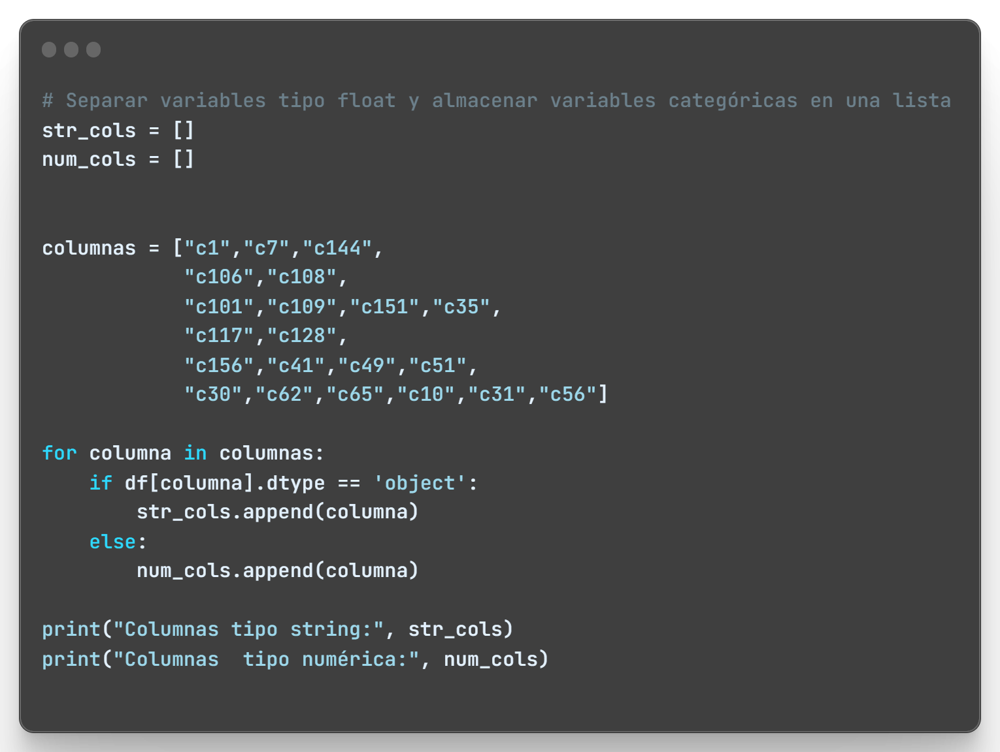 # Separar variables tipo float y almacenar variables categóricas en una lista
str_cols = []
num_cols = []
columnas = ["c1","c7","c144",
            "c106","c108",
            "c101","c109","c151","c35",
            "c117","c128",
            "c156","c41","c49","c51",
            "c30","c62","c65","c10","c31","c56"]
for columna in columnas:
    if df[columna].dtype == 'object':
        str_cols.append(columna)
    else:
        num_cols.append(columna)
print("Columnas tipo string:", str_cols)
print("Columnas  tipo numérica:", num_cols)